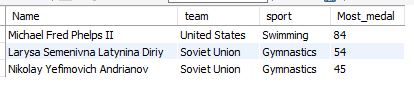 Name team sport Most_medal
Michael Fred Phelps II United States Swimming 84
Larysa Semenivna Latynina Diriy Soviet Union Gymnastics 54
Nikolay Yefimovich Andrianov Soviet Union Gymnastics 45